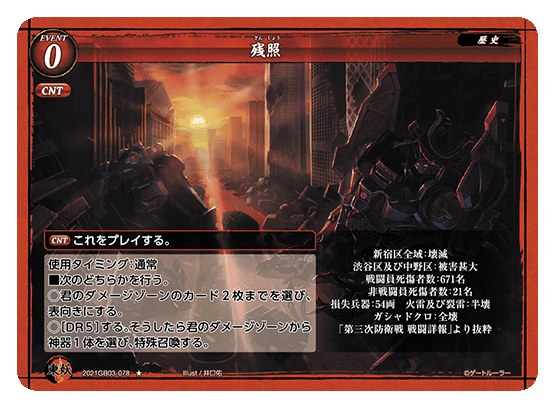 EVENT
0
CNT
ざん しょう
残照
歴史
CNT これをプレイする。
使用タイミング:通常
■次のどちらかを行う。
◎君のダメージゾーンのカード2枚までを選び、
表向きにする。
◎[DR5]する。そうしたら君のダメージゾーンから
神器1体を選び、特殊召喚する。
新宿区全域:壊滅
渋谷区及び中野区:被害甚大
戦闘員死傷者数:671名
非戦闘員死傷者数:21名
損失兵器:54両 火雷及び裂雷:半壊
ガシャドクロ:全壊
「第三次防衛戦 戦闘詳報」より抜粋
東妖
2021GB03-078 ★ Illust/井口佑 ©ゲートルーラー